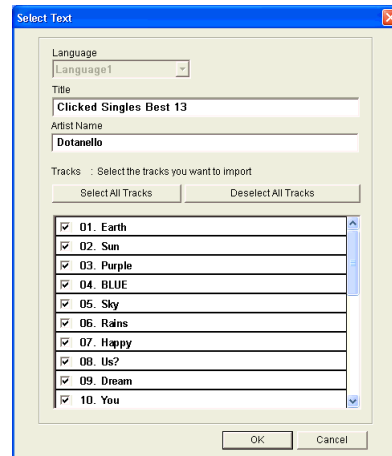 Select Text
Language
Language1
Title
Clicked Singles Best 13
Artist Name
Dotanello
Tracks : Select the tracks you want to import
Select All Tracks Deselect All Tracks
01. Earth
02. Sun
03. Purple
04. BLUE
05. Sky
06. Rains
07. Happy
08. Us?
09. Dream
10. You
OK Cancel